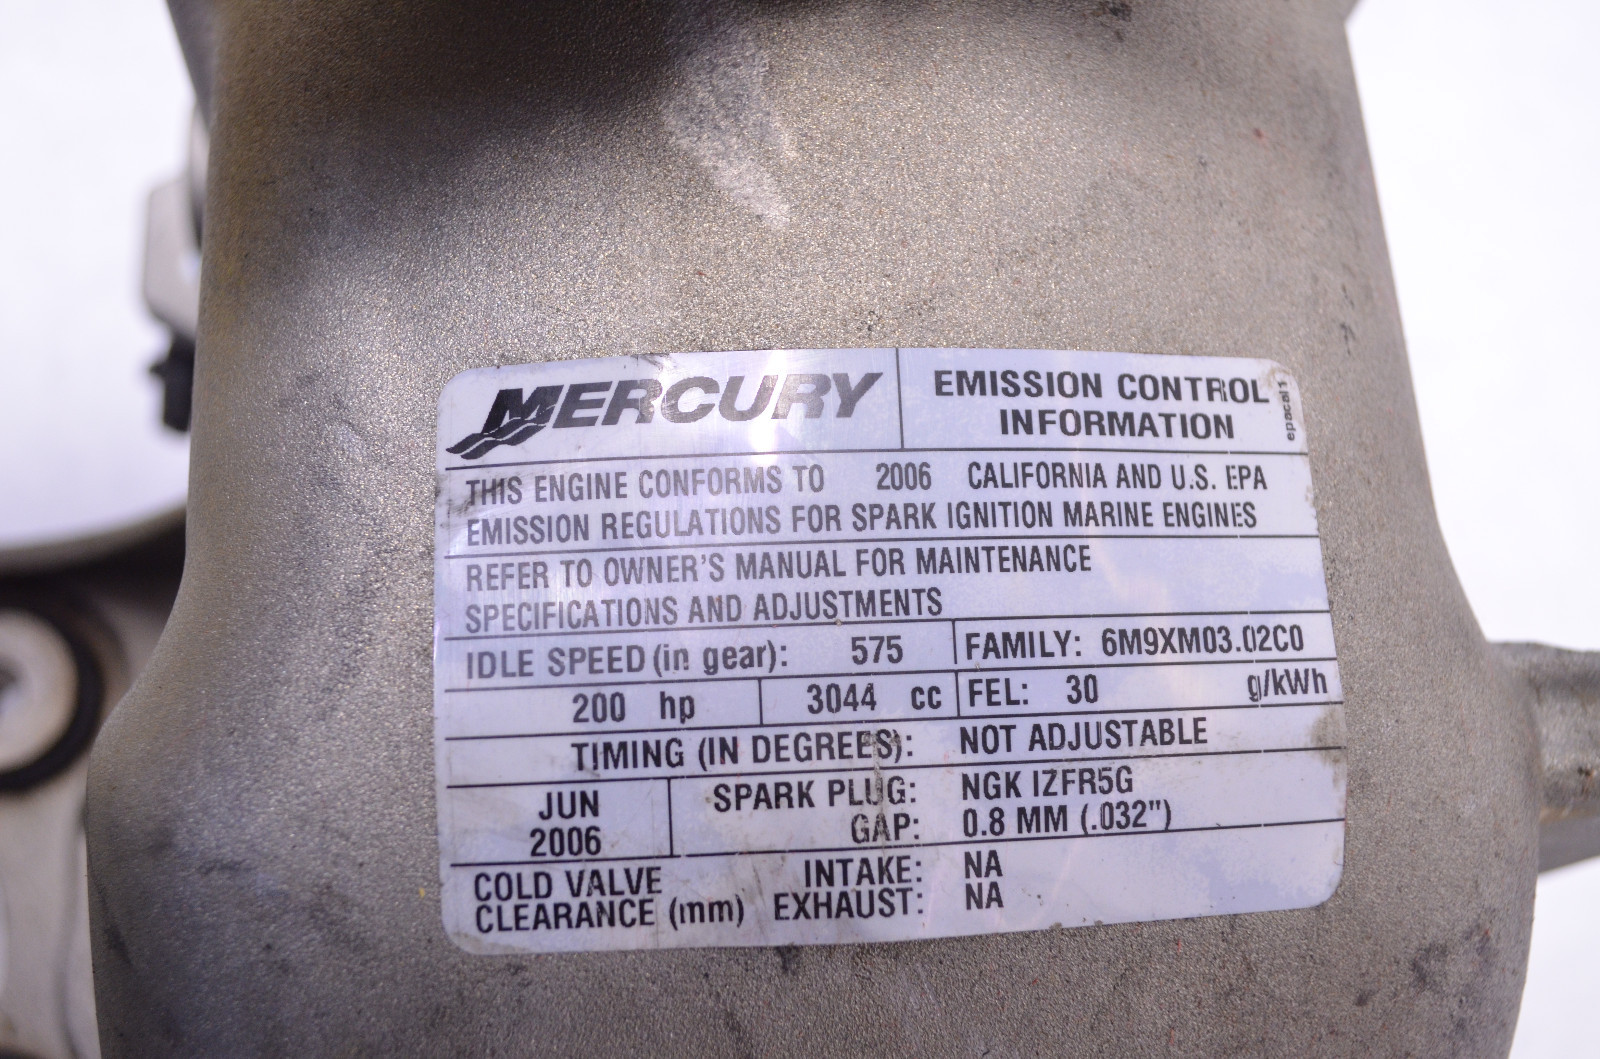 MERCURY
EMISSION CONTROL
INFORMATION
epacal11
THIS ENGINE CONFORMS TO 2006 CALIFORNIA AND U.S. EPA
EMISSION REGULATIONS FOR SPARK IGNITION MARINE ENGINES
REFER TO OWNER'S MANUAL FOR MAINTENANCE
SPECIFICATIONS AND ADJUSTMENTS
IDLE SPEED (in gear): 575 FAMILY: 6M9XM03.02C0
200 hp 3044 cc FEL: 30 g/kWh
TIMING (IN DEGREES): NOT ADJUSTABLE
JUN
2006
SPARK PLUG: NGK IZFR5G
GAP: 0.8 MM (.032")
COLD VALVE
CLEARANCE (mm)
INTAKE: NA
EXHAUST: NA